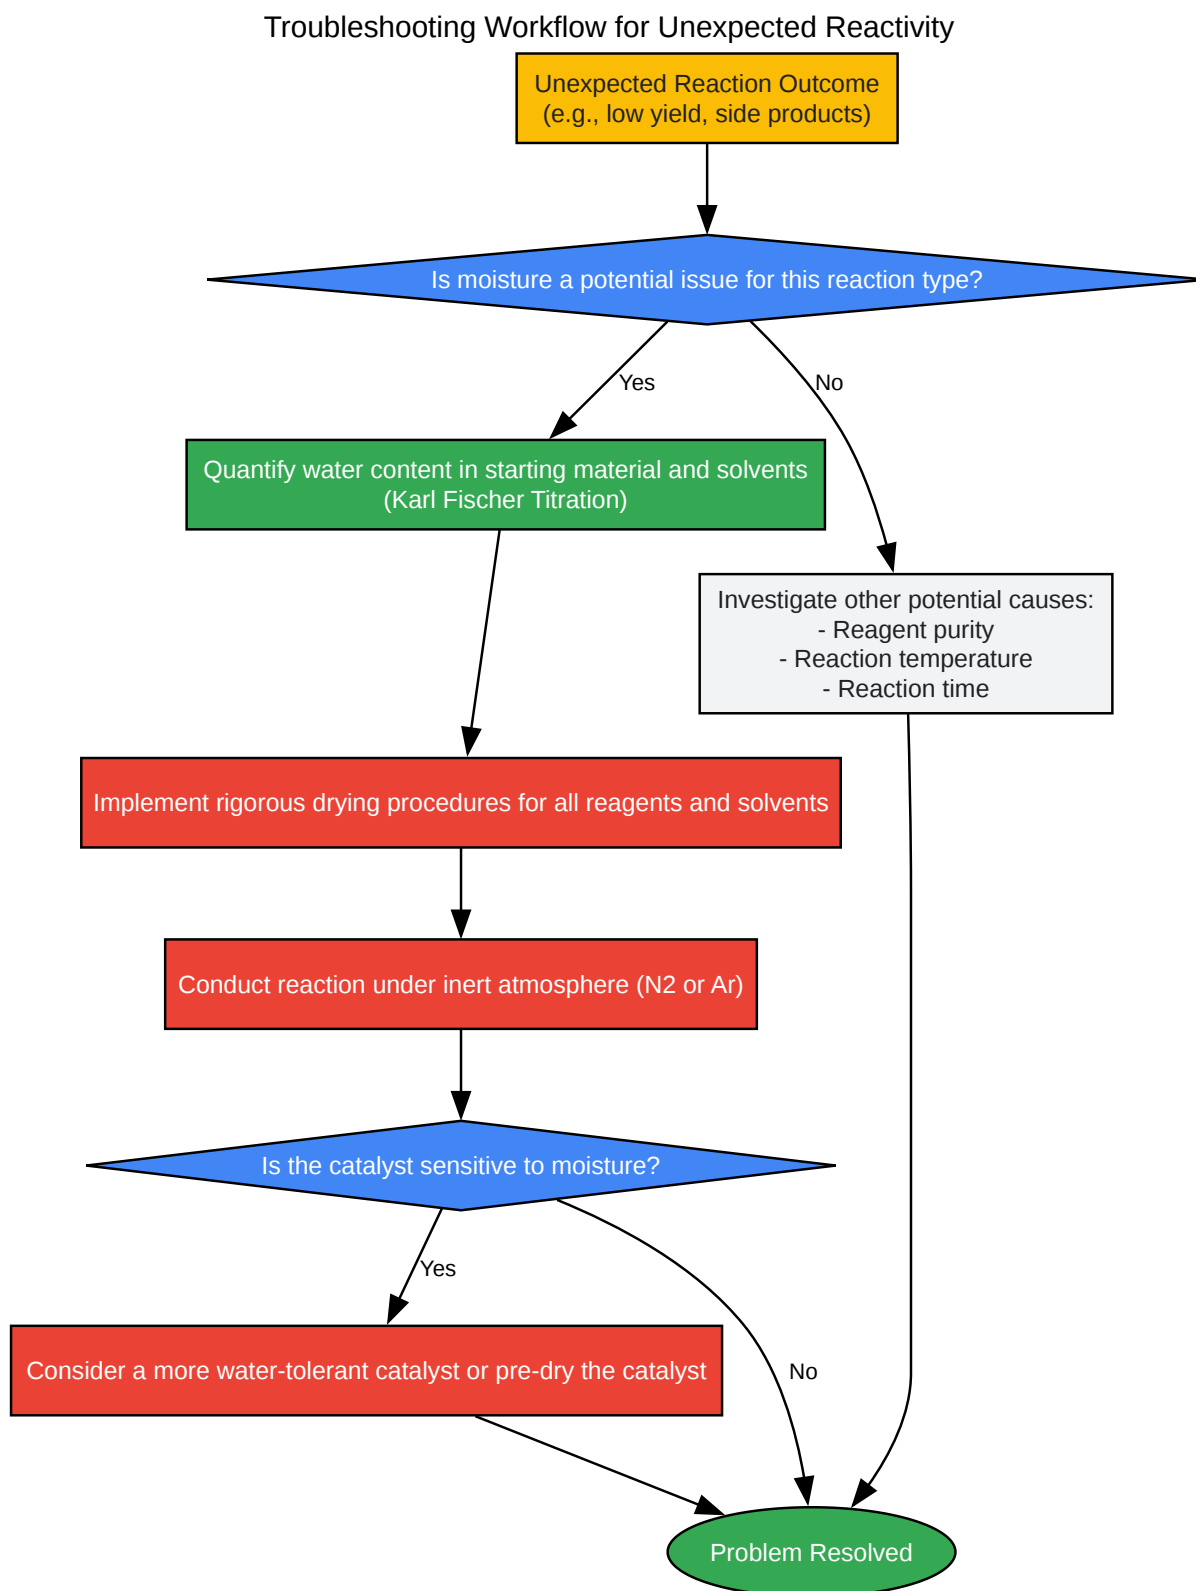 Troubleshooting Workflow for Unexpected Reactivity
Unexpected Reaction Outcome
(e.g., low yield, side products)
Is moisture a potential issue for this reaction type?
Yes
No
Quantify water content in starting material and solvents
(Karl Fischer Titration)
Investigate other potential causes:
- Reagent purity
- Reaction temperature
- Reaction time
Implement rigorous drying procedures for all reagents and solvents
Conduct reaction under inert atmosphere (N2 or Ar)
Is the catalyst sensitive to moisture?
Yes
Consider a more water-tolerant catalyst or pre-dry the catalyst
No
Problem Resolved